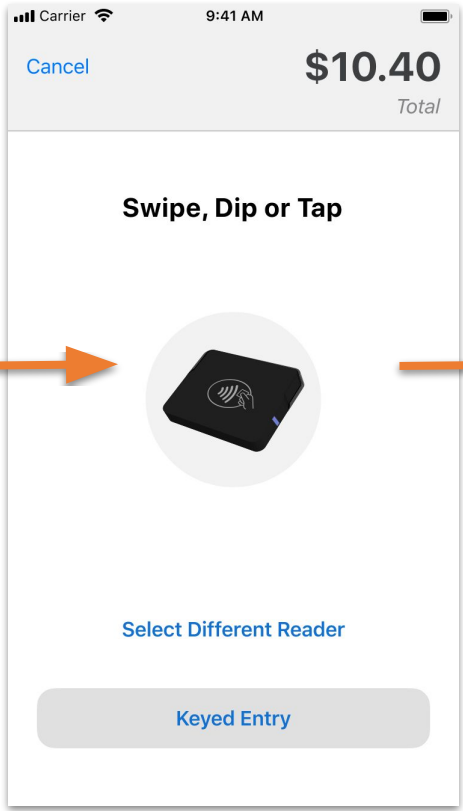 Carrier 9:41 AM
Cancel $10.40
Total
Swipe, Dip or Tap
Select Different Reader
Keyed Entry